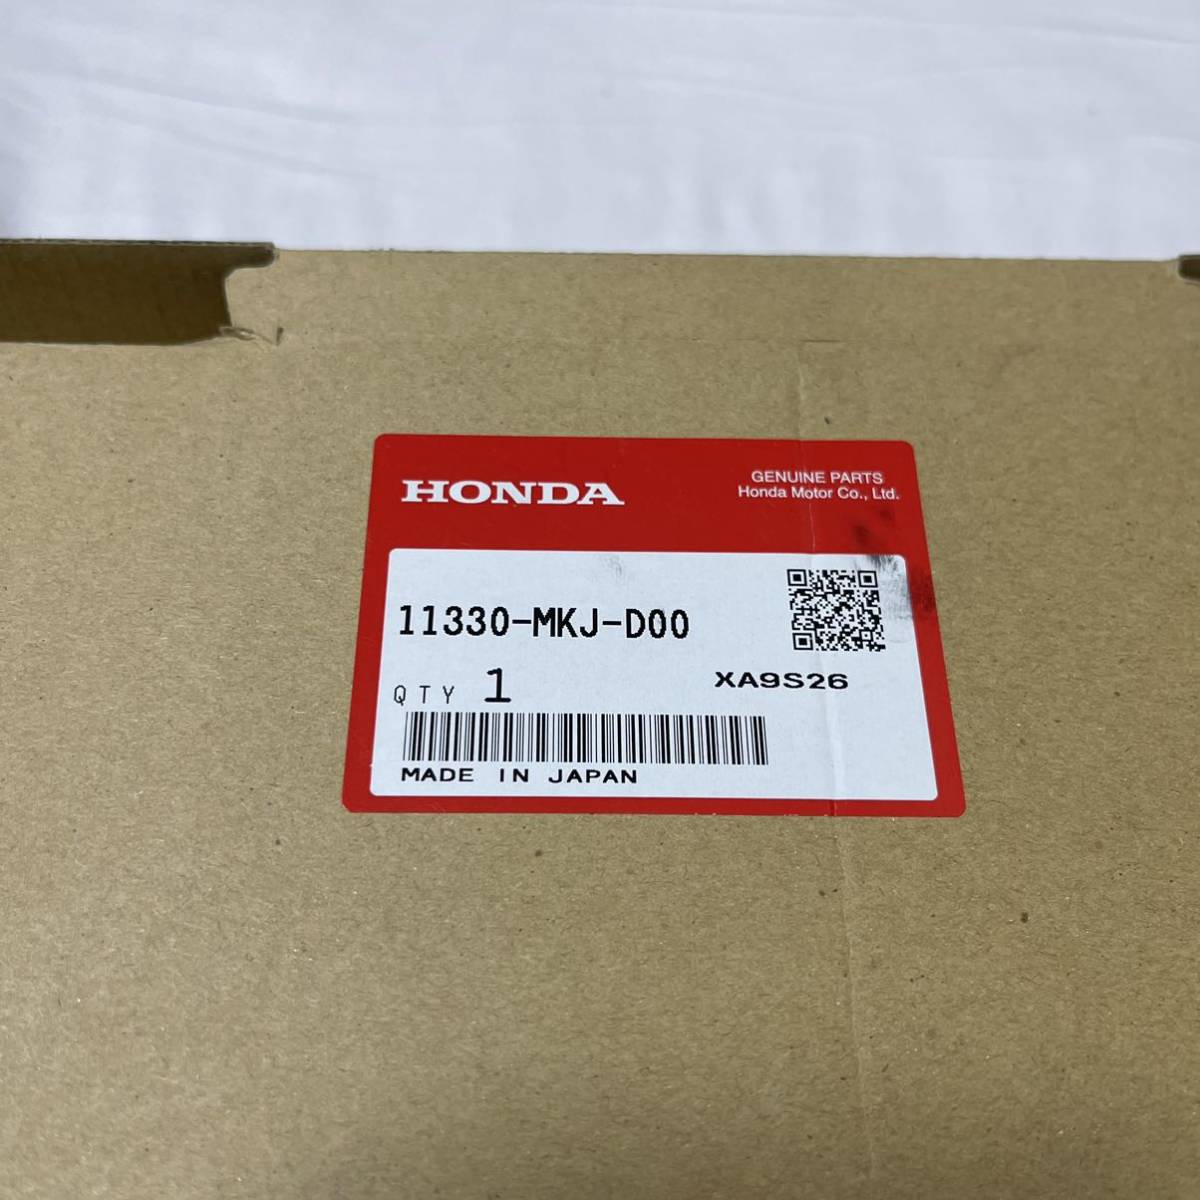 HONDA
GENUINE PARTS
Honda Motor Co., Ltd.
11330-MKJ-D00
QTY 1
XA9S26
MADE IN JAPAN